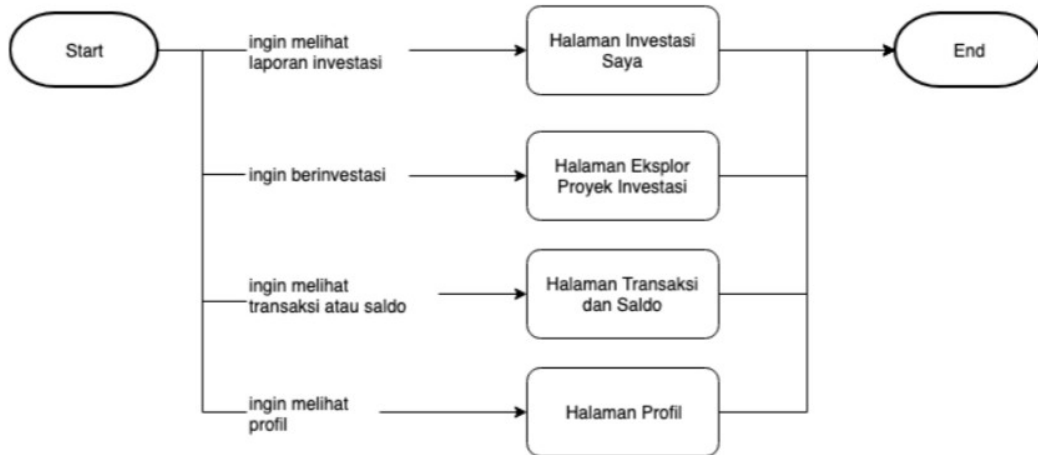 Start
ingin melihat
laporan investasi
Halaman Investasi
Saya
End
ingin berinvestasi
Halaman Eksplor
Proyek Investasi
ingin melihat
transaksi atau saldo
Halaman Transaksi
dan Saldo
ingin melihat
profil
Halaman Profil